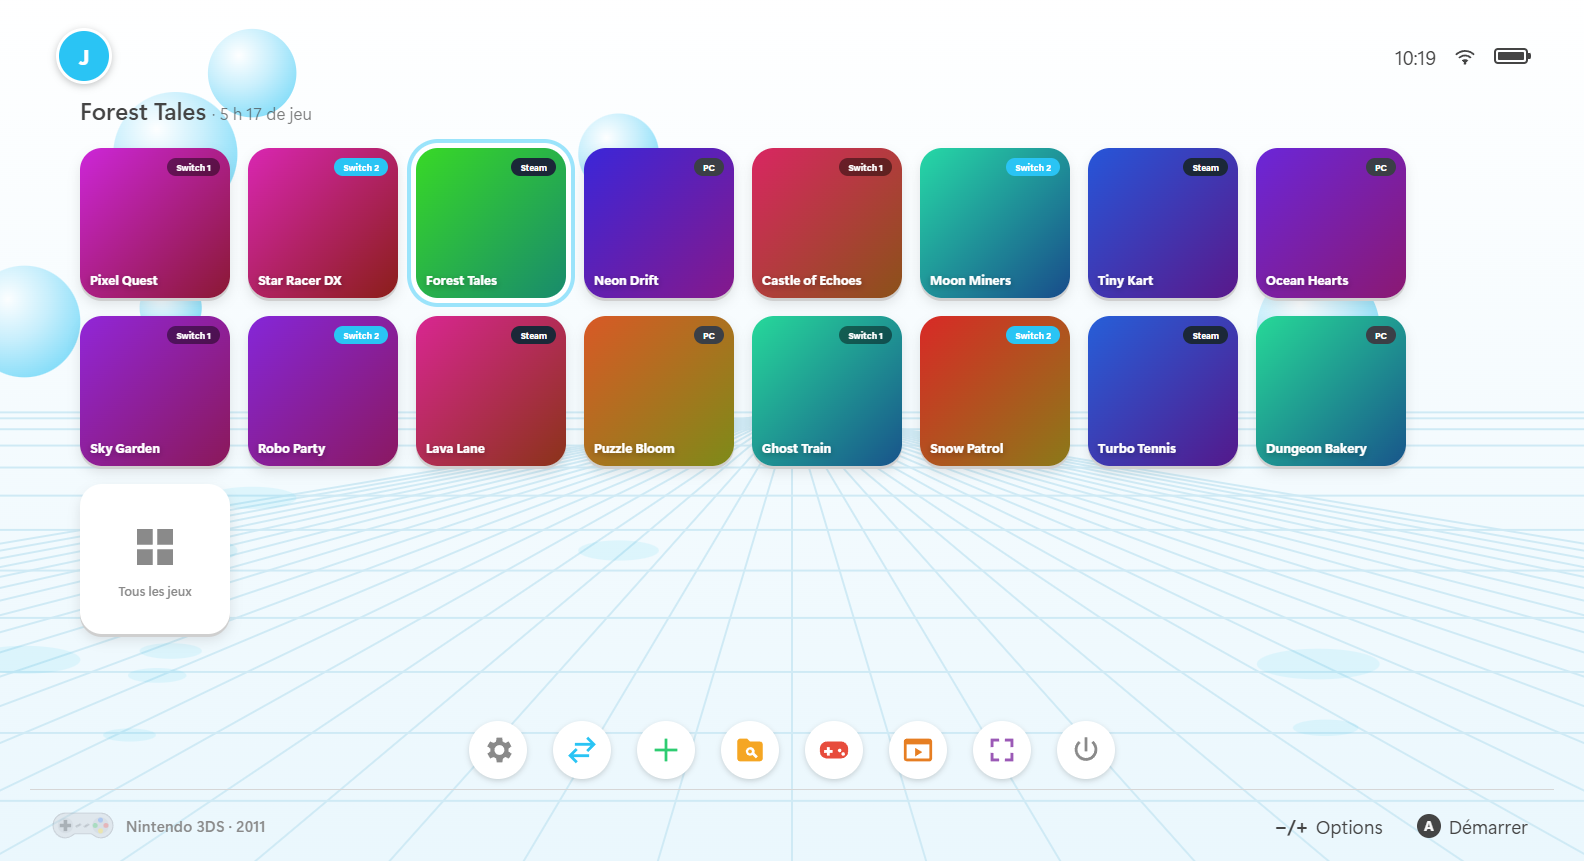 J
10:19
Forest Tales · 5 h 17 de jeu
Switch 1
Switch 2
Steam
PC
Switch 1
Switch 2
Steam
PC
Pixel Quest
Star Racer DX
Forest Tales
Neon Drift
Castle of Echoes
Moon Miners
Tiny Kart
Ocean Hearts
Switch 1
Switch 2
Steam
PC
Switch 1
Switch 2
Steam
PC
Sky Garden
Robo Party
Lava Lane
Puzzle Bloom
Ghost Train
Snow Patrol
Turbo Tennis
Dungeon Bakery
Tous les jeux
Nintendo 3DS · 2011
−/+ Options
A Démarrer